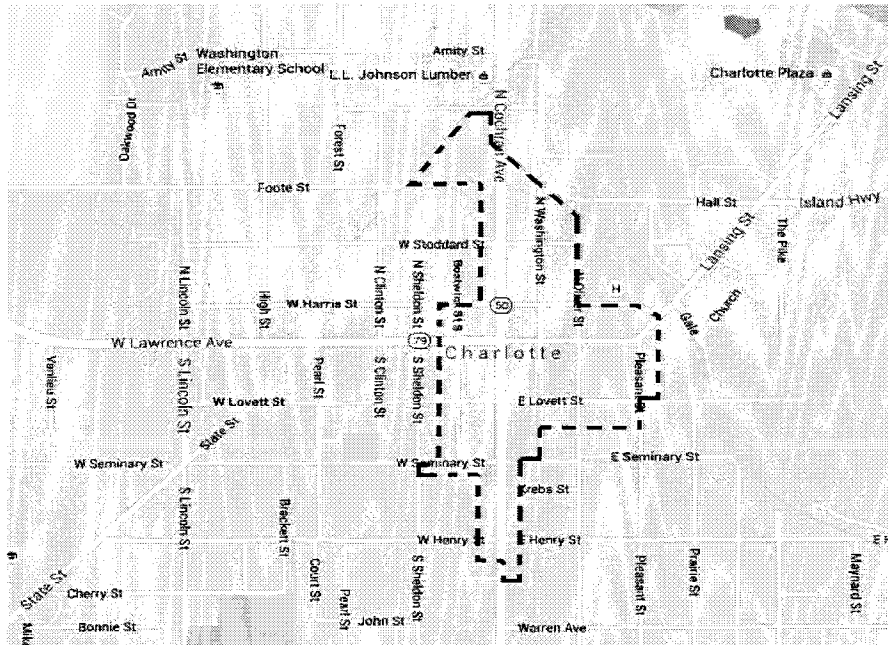 Amity St
Washington
Elementary School
Amity St
L.L. Johnson Lumber
Charlotte Plaza
Lansing St
Oakwood Dr
Forest St
N Cochran Ave
Foote St
N Washington St
Hall St
Island Hwy
Lansing St
The Pike
W Stoddard St
N Lincoln St
High St
W Harris St
N Clinton St
N Sheldon St
Bostwick St S
50
H
Gale
Church
W Lawrence Ave
Charlotte
Vanlieu St
S Lincoln St
Pearl St
S Clinton St
S Sheldon St
Pleasant St
W Lovett St
E Lovett St
State St
W Seminary St
W Seminary St
E Seminary St
S Lincoln St
Krebs St
Brackett St
W Henry St
E Henry St
State St
Cherry St
Court St
Pearl St
S Sheldon St
Pleasant St
Prairie St
Maynard St
Bonnie St
John St
Warren Ave